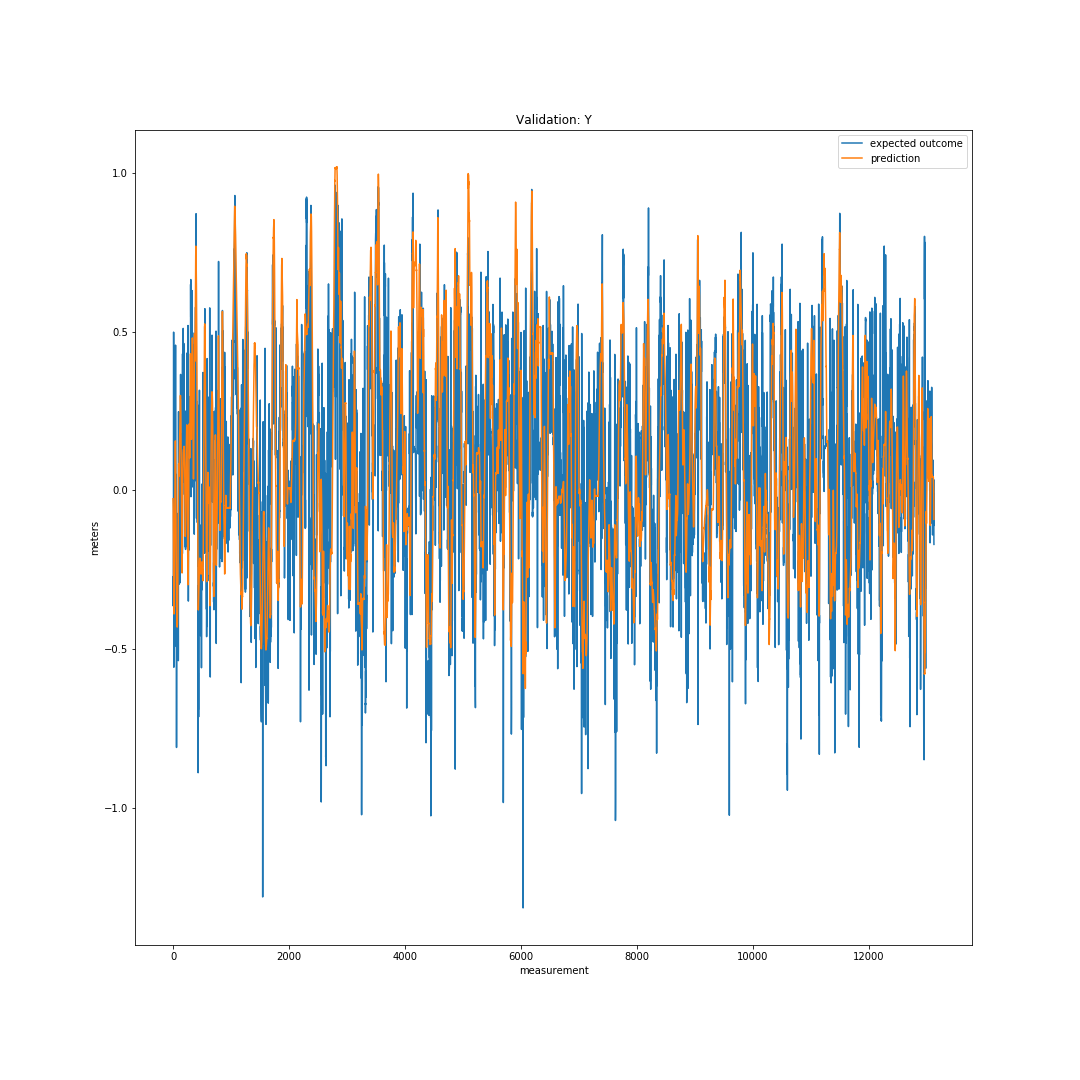 Validation: Y
expected outcome
prediction
1.0
0.5
0.0
−0.5
−1.0
meters
0 2000 4000 6000 8000 10000 12000
measurement